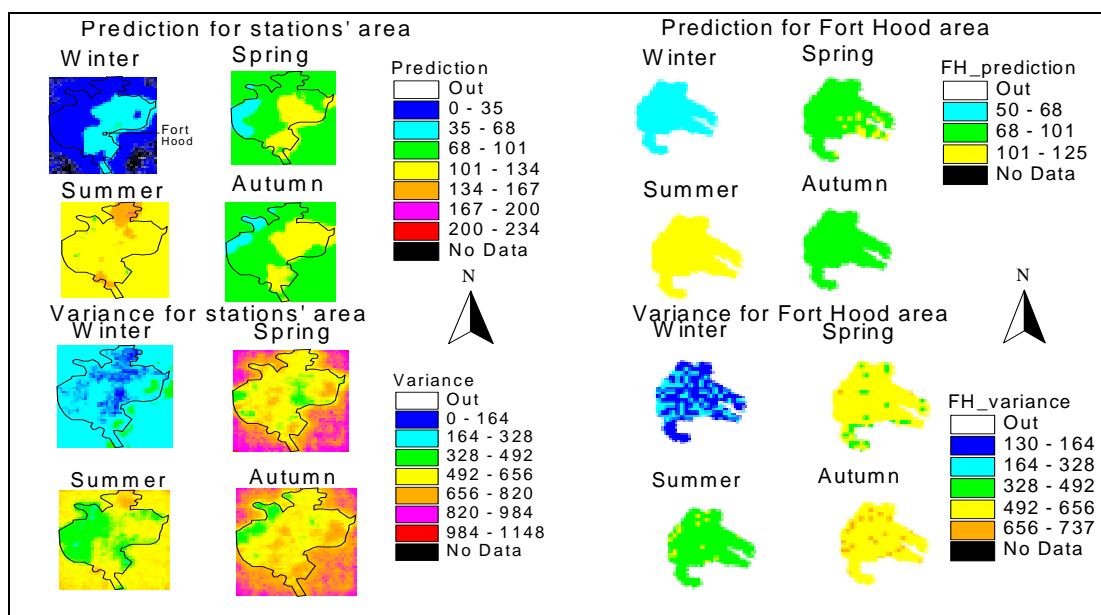 Prediction for stations' area
Winter
Spring
Fort
Hood
Summer
Autumn
Prediction
Out
0 - 35
35 - 68
68 - 101
101 - 134
134 - 167
167 - 200
200 - 234
No Data
N
Variance for stations' area
Winter
Spring
Summer
Autumn
Variance
Out
0 - 164
164 - 328
328 - 492
492 - 656
656 - 820
820 - 984
984 - 1148
No Data
Prediction for Fort Hood area
Winter
Spring
Summer
Autumn
FH_prediction
Out
50 - 68
68 - 101
101 - 125
No Data
N
Variance for Fort Hood area
Winter
Spring
Summer
Autumn
FH_variance
Out
130 - 164
164 - 328
328 - 492
492 - 656
656 - 737
No Data